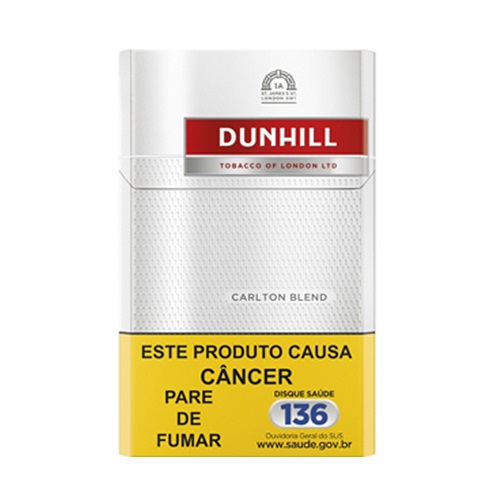 1A
ST. JAMES'S ST.
LONDON SW1
DUNHILL
TOBACCO OF LONDON LTD
CARLTON BLEND
ESTE PRODUTO CAUSA
CÂNCER
PARE
DE
FUMAR
DISQUE SAÚDE
136
Ouvidoria Geral do SUS
www.saude.gov.br